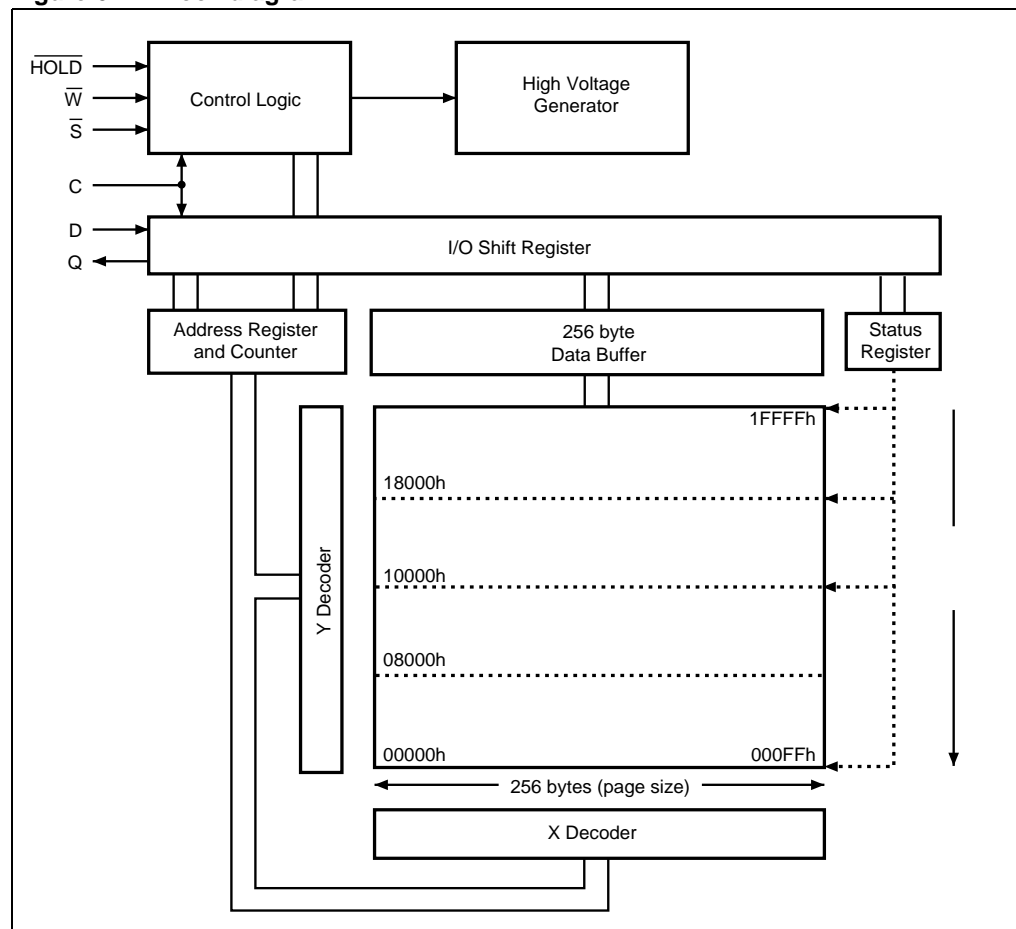 HOLD
W
S
C
D
Q
Control Logic
High Voltage
Generator
I/O Shift Register
Address Register
and Counter
256 byte
Data Buffer
Status
Register
Y Decoder
1FFFFh
18000h
10000h
08000h
00000h
000FFh
256 bytes (page size)
X Decoder